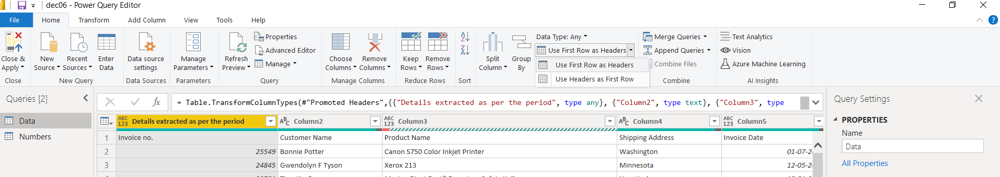 dec06 - Power Query Editor
File Home Transform Add Column View Tools Help
Close & Apply
New Source
Recent Sources
Enter Data
Data source settings
Manage Parameters
Refresh Preview
Properties
Advanced Editor
Manage
Choose Columns
Remove Columns
Keep Rows
Remove Rows
A Z
Z A
Split Column
Group By
Data Type: Any
Use First Row as Headers
Use First Row as Headers
Use Headers as First Row
Merge Queries
Append Queries
Combine Files
Text Analytics
Vision
Azure Machine Learning
Close New Query Data Sources Parameters Query Manage Columns Reduce Rows Sort Combine AI Insights
Queries [2]
Data
Numbers
fx = Table.TransformColumnTypes(#"Promoted Headers",{{"Details extracted as per the period", type any}, {"Column2", type text}, {"Column3", type
ABC 123 Details extracted as per the period ABC Column2 ABC 123 Column3 ABC Column4 ABC 123 Column5
1 Invoice no. Customer Name Product Name Shipping Address Invoice Date
2 25549 Bonnie Potter Canon S750 Color Inkjet Printer Washington 01-07-2
3 24845 Gwendolyn F Tyson Xerox 213 Minnesota 12-05-2
Query Settings
PROPERTIES
Name
Data
All Properties